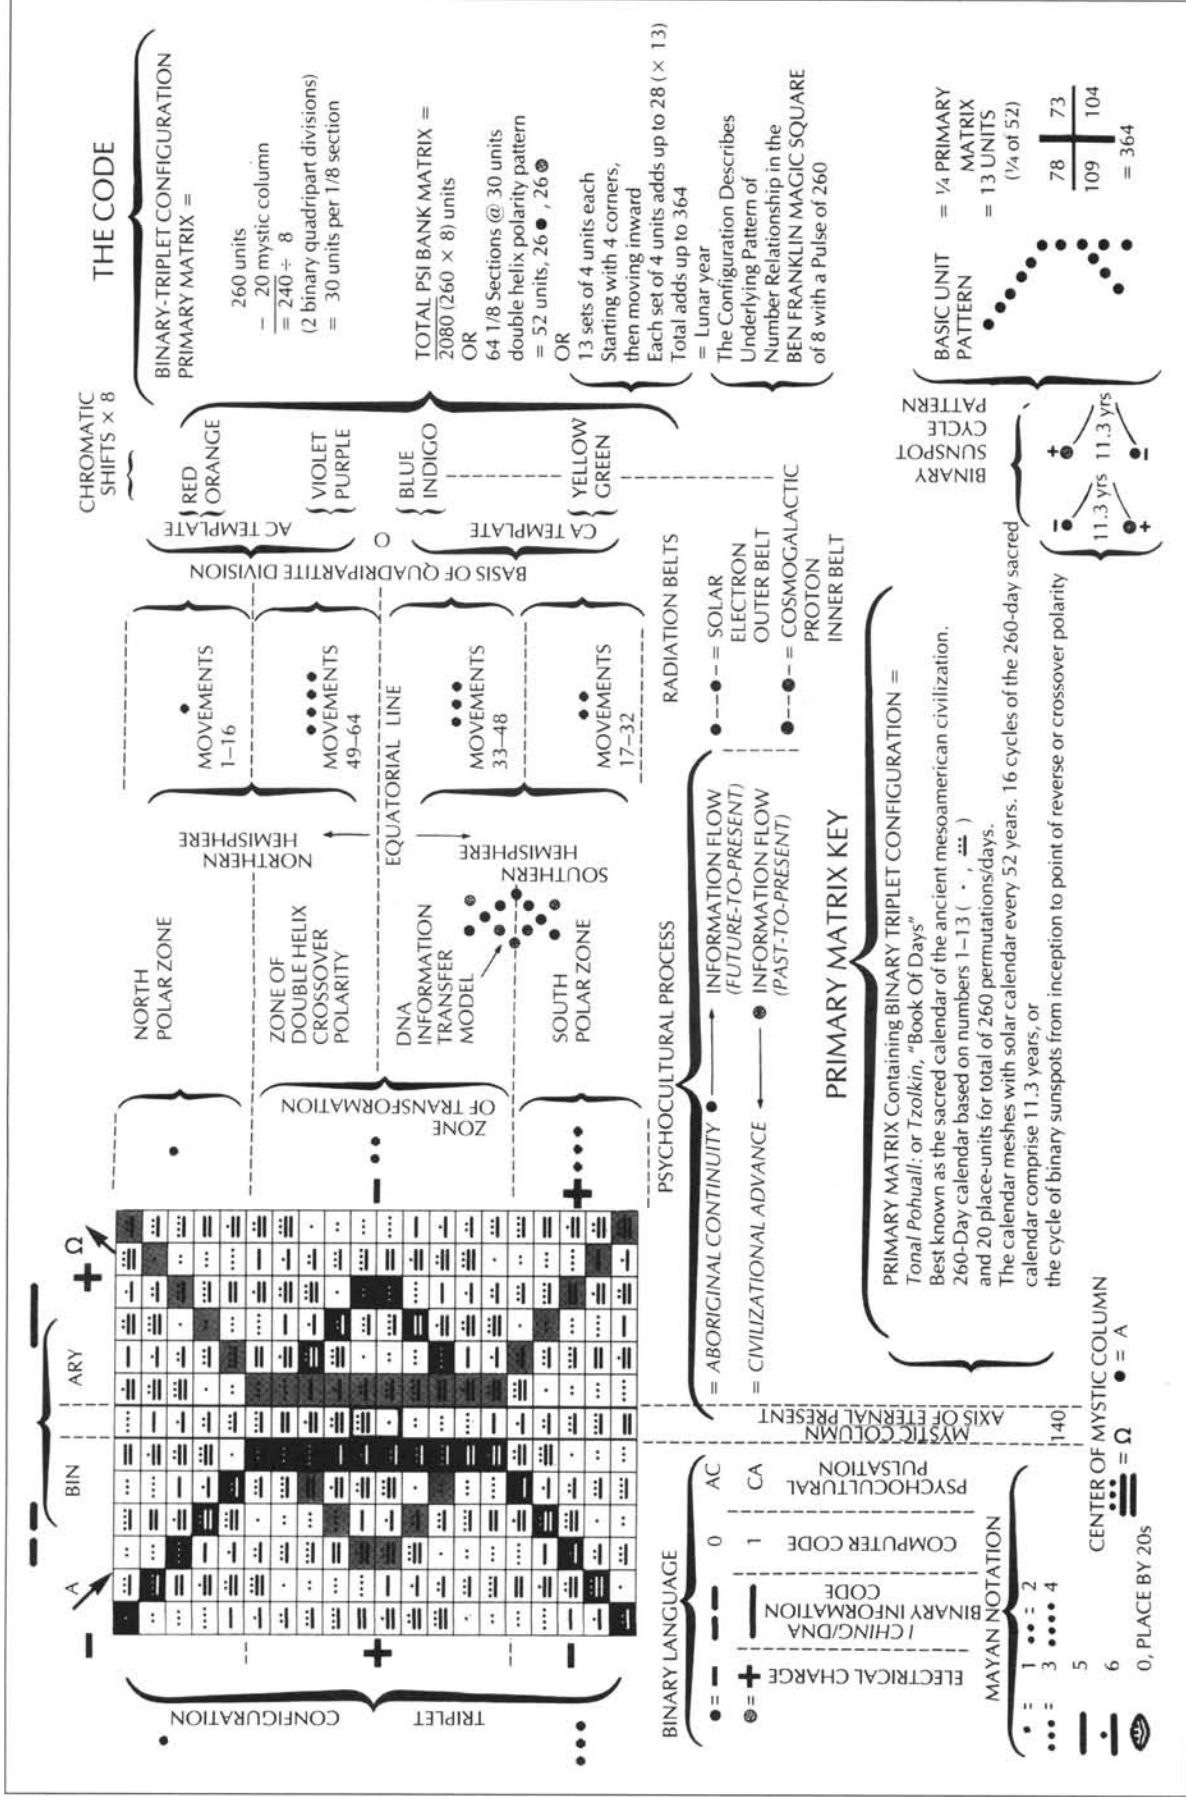 THE CODE
BINARY-TRIPLET CONFIGURATION
PRIMARY MATRIX =
260 units
− 20 mystic column
= 240 ÷ 8
(2 binary quadripart divisions)
= 30 units per 1/8 section
TOTAL PSI BANK MATRIX =
2080 (260 × 8) units
OR
64 1/8 Sections @ 30 units
double helix polarity pattern
= 52 units, 26 ●, 26
OR
13 sets of 4 units each
Starting with 4 corners,
then moving inward
Each set of 4 units adds up to 28 (× 13)
Total adds up to 364
= Lunar year
The Configuration Describes
Underlying Pattern of
Number Relationship in the
BEN FRANKLIN MAGIC SQUARE
of 8 with a Pulse of 260
BASIC UNIT
PATTERN
= ¼ PRIMARY
MATRIX
= 13 UNITS
(¼ of 52)
78 73
109 104
= 364
CHROMATIC
SHIFTS × 8
RED
ORANGE
VIOLET
PURPLE
BLUE
INDIGO
YELLOW
GREEN
AC TEMPLATE
O
CA TEMPLATE
BASIS OF QUADRIPARTITE DIVISION
BINARY
SUNSPOT
CYCLE
PATTERN
− +
11.3 yrs 11.3 yrs
+ −
MOVEMENTS
1–16
MOVEMENTS
49–64
MOVEMENTS
33–48
MOVEMENTS
17–32
RADIATION BELTS
= SOLAR
ELECTRON
OUTER BELT
= COSMOGALACTIC
PROTON
INNER BELT
NORTHERN
HEMISPHERE
EQUATORIAL LINE
SOUTHERN
HEMISPHERE
NORTH
POLAR ZONE
ZONE OF
DOUBLE HELIX
CROSSOVER
POLARITY
DNA
INFORMATION
TRANSFER
MODEL
SOUTH
POLAR ZONE
ZONE
OF TRANSFORMATION
PSYCHOCULTURAL PROCESS
= ABORIGINAL CONTINUITY ● INFORMATION FLOW
(FUTURE-TO-PRESENT)
= CIVILIZATIONAL ADVANCE INFORMATION FLOW
(PAST-TO-PRESENT)
PRIMARY MATRIX KEY
PRIMARY MATRIX Containing BINARY TRIPLET CONFIGURATION =
Tonal Pohuall: or Tzolkin, "Book Of Days"
Best known as the sacred calendar of the ancient mesoamerican civilization.
260-Day calendar based on numbers 1–13 ( · , )
and 20 place-units for total of 260 permutations/days.
The calendar meshes with solar calendar every 52 years. 16 cycles of the 260-day sacred
calendar comprise 11.3 years, or
the cycle of binary sunspots from inception to point of reverse or crossover polarity
A
BIN
ARY
+ Ω
−
+
−
TRIPLET CONFIGURATION
MYSTIC COLUMN
AXIS OF ETERNAL PRESENT
140
BINARY LANGUAGE
● = − 0 AC
= + 1 CA
ELECTRICAL CHARGE
I CHING/DNA
BINARY INFORMATION
CODE
COMPUTER CODE
PSYCHOCULTURAL
PULSATION
MAYAN NOTATION
• = 1 •• = 2
••• = 3 •••• = 4
5
6
0, PLACE BY 20s
CENTER OF MYSTIC COLUMN
= Ω ● = A